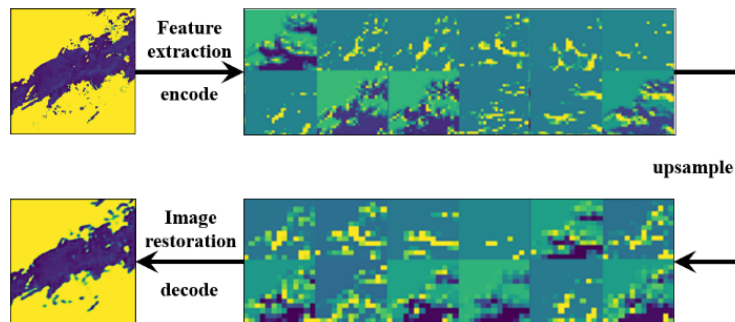 Feature
extraction
encode
upsample
Image
restoration
decode